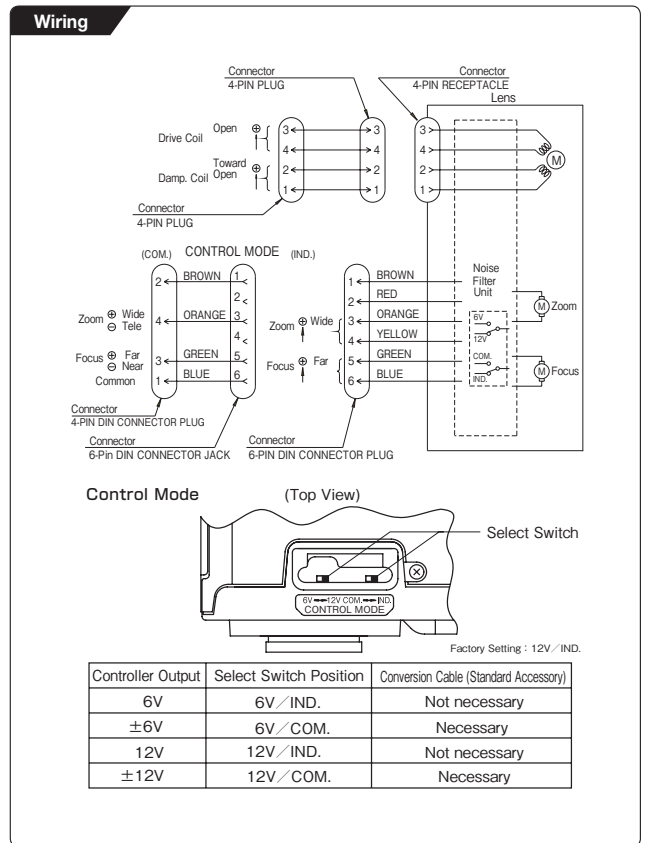 Wiring
Connector
4-PIN PLUG
Connector
4-PIN RECEPTACLE
Lens
Drive Coil
Open ⊕
3 3 3
4 4 4
Damp. Coil
Toward
Open ⊕
2 2 2
1 1 1
M
Connector
4-PIN PLUG
(COM.) CONTROL MODE (IND.)
2 BROWN 1
2
Zoom ⊕ Wide
⊖ Tele
4 ORANGE 3
4
Focus ⊕ Far
⊖ Near
3 GREEN 5
Common
1 BLUE 6
Connector
4-PIN DIN CONNECTOR PLUG
Connector
6-Pin DIN CONNECTOR JACK
1 BROWN
2 RED
Zoom ⊕ Wide
3 ORANGE
4 YELLOW
Focus ⊕ Far
5 GREEN
6 BLUE
Connector
6-PIN DIN CONNECTOR PLUG
Noise
Filter
Unit
6V
12V
COM.
IND.
M Zoom
M Focus
Control Mode (Top View)
Select Switch
6V 12V COM. IND.
CONTROL MODE
Factory Setting : 12V/IND.
Controller Output Select Switch Position Conversion Cable (Standard Accessory)
6V 6V/IND. Not necessary
±6V 6V/COM. Necessary
12V 12V/IND. Not necessary
±12V 12V/COM. Necessary